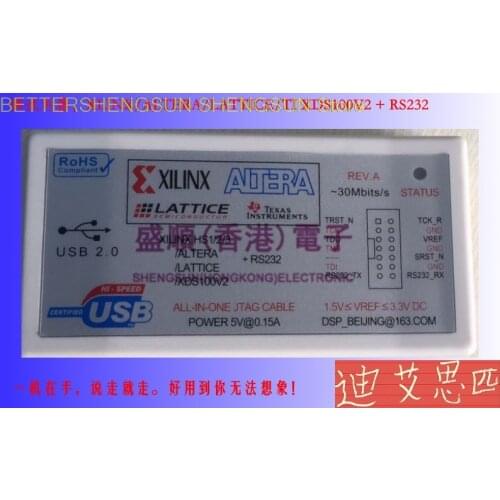 BETTERSHENGSUN
XDS100V2 + RS232
RoHS
Compliant
XILINX ALTERA
LATTICE
SEMICONDUCTOR
TEXAS
INSTRUMENTS
REV.A
~30Mbits/s
STATUS
USB 2.0
盛順(香港)電子
XILINX HS1/2/3
/ALTERA
/LATTICE
/XDS100V2
+ RS232
SHENGSUN(HONGKONG)ELECTRONIC
TRST_N
TDI
RS232_TX
TCK_R
GND
VREF
GND
SRST_N
GND
RS232_RX
HI-SPEED
CERTIFIED
USB
ALL-IN-ONE JTAG CABLE
POWER 5V@0.15A
1.5V ≤ VREF ≤ 3.3V DC
DSP_BEIJING@163.COM
一机在手，说走就走。好用到你无法想象！
迪艾思匹